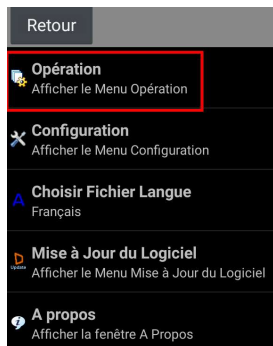 Retour
Opération
Afficher le Menu Opération
Configuration
Afficher le Menu Configuration
A
Choisir Fichier Langue
Français
Mise à Jour du Logiciel
Update
Afficher le Menu Mise à Jour du Logiciel
A propos
Afficher la fenêtre A Propos